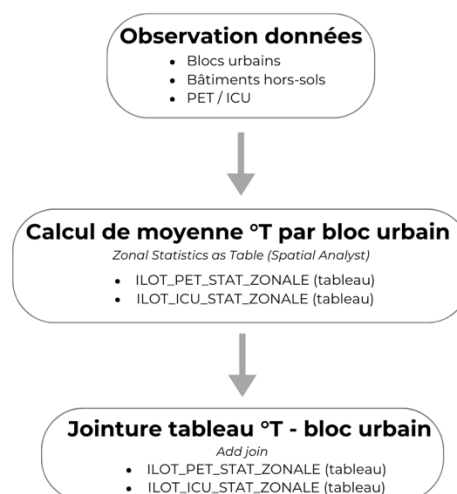 Observation données
• Blocs urbains
• Bâtiments hors-sols
• PET / ICU
Calcul de moyenne °T par bloc urbain
Zonal Statistics as Table (Spatial Analyst)
• ILOT_PET_STAT_ZONALE (tableau)
• ILOT_ICU_STAT_ZONALE (tableau)
Jointure tableau °T - bloc urbain
Add join
• ILOT_PET_STAT_ZONALE (tableau)
• ILOT_ICU_STAT_ZONALE (tableau)